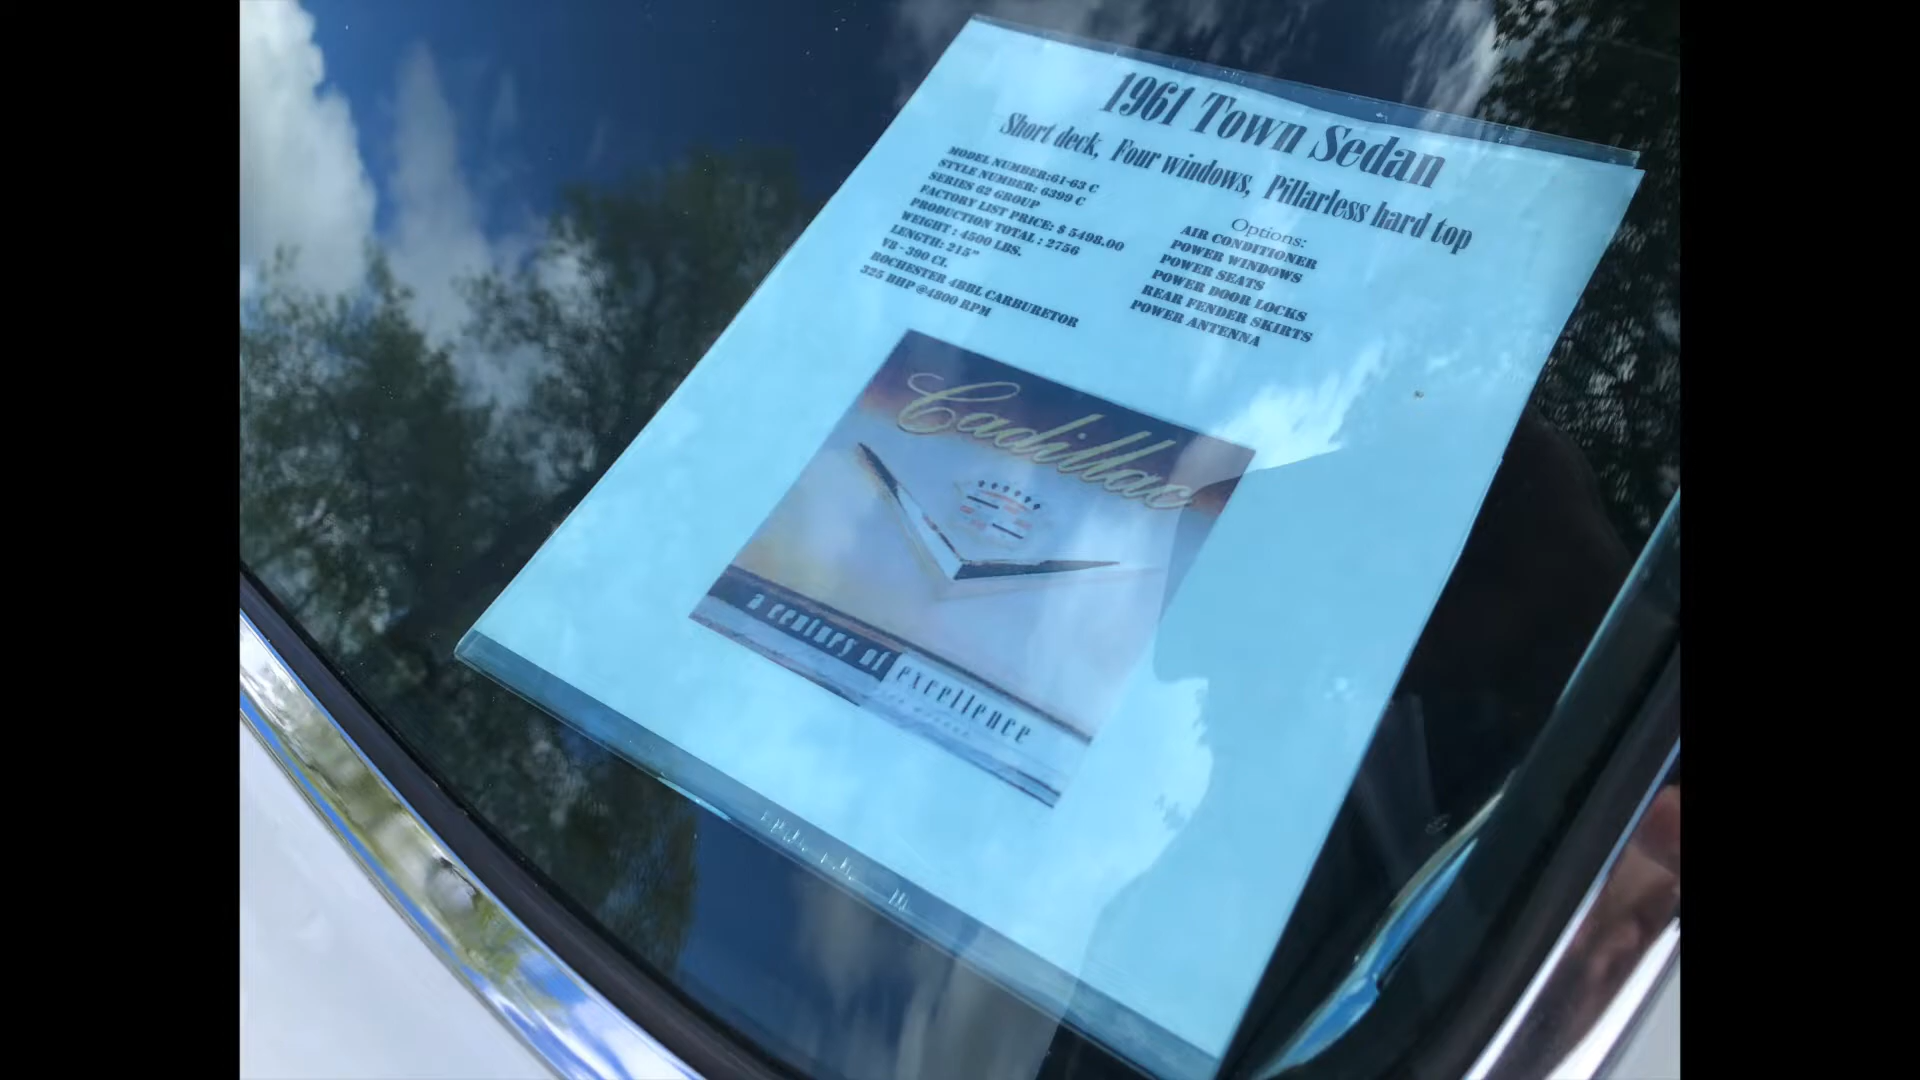 1961 Town Sedan
Short deck, Four windows, Pillarless hard top
MODEL NUMBER:61-63 C
STYLE NUMBER: 6399 C
SERIES 62 GROUP
FACTORY LIST PRICE: $ 5498.00
PRODUCTION TOTAL : 2756
WEIGHT : 4500 LBS.
LENGTH: 215"
V8 - 390 CI.
ROCHESTER 4BBL CARBURETOR
325 BHP @4800 RPM
Options:
AIR CONDITIONER
POWER WINDOWS
POWER SEATS
POWER DOOR LOCKS
REAR FENDER SKIRTS
POWER ANTENNA
Cadillac
a century of excellence